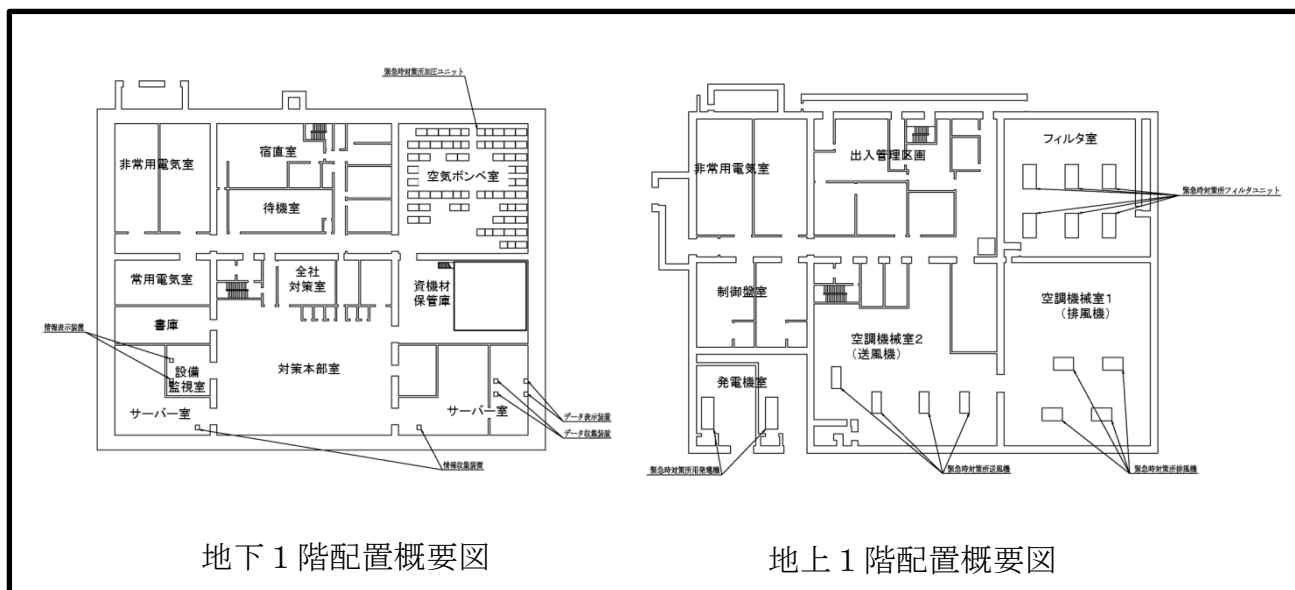 緊急時対策所加圧ユニット
非常用電気室
宿直室
空気ボンベ室
待機室
常用電気室
全社
対策室
資機材
保管庫
書庫
情報表示装置
設備
監視室
対策本部室
サーバー室
サーバー室
データ表示装置
データ収集装置
情報収集装置
地下1階配置概要図
非常用電気室
出入管理区画
フィルタ室
緊急時対策所フィルタユニット
制御盤室
空調機械室1
(排風機)
空調機械室2
(送風機)
発電機室
緊急時対策所用発電機
緊急時対策所送風機
緊急時対策所排風機
地上1階配置概要図